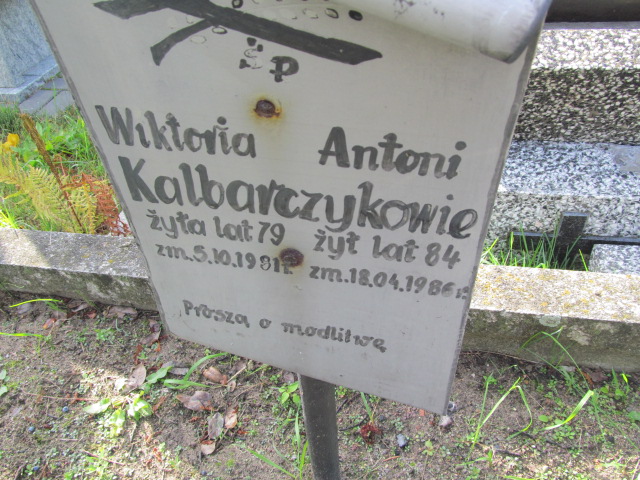 Ś P
Wiktoria Antoni
Kalbarczykowie
żyła lat 79 żył lat 84
zm. 5.10.1981r. zm. 18.04.1986r.
Proszą o modlitwę